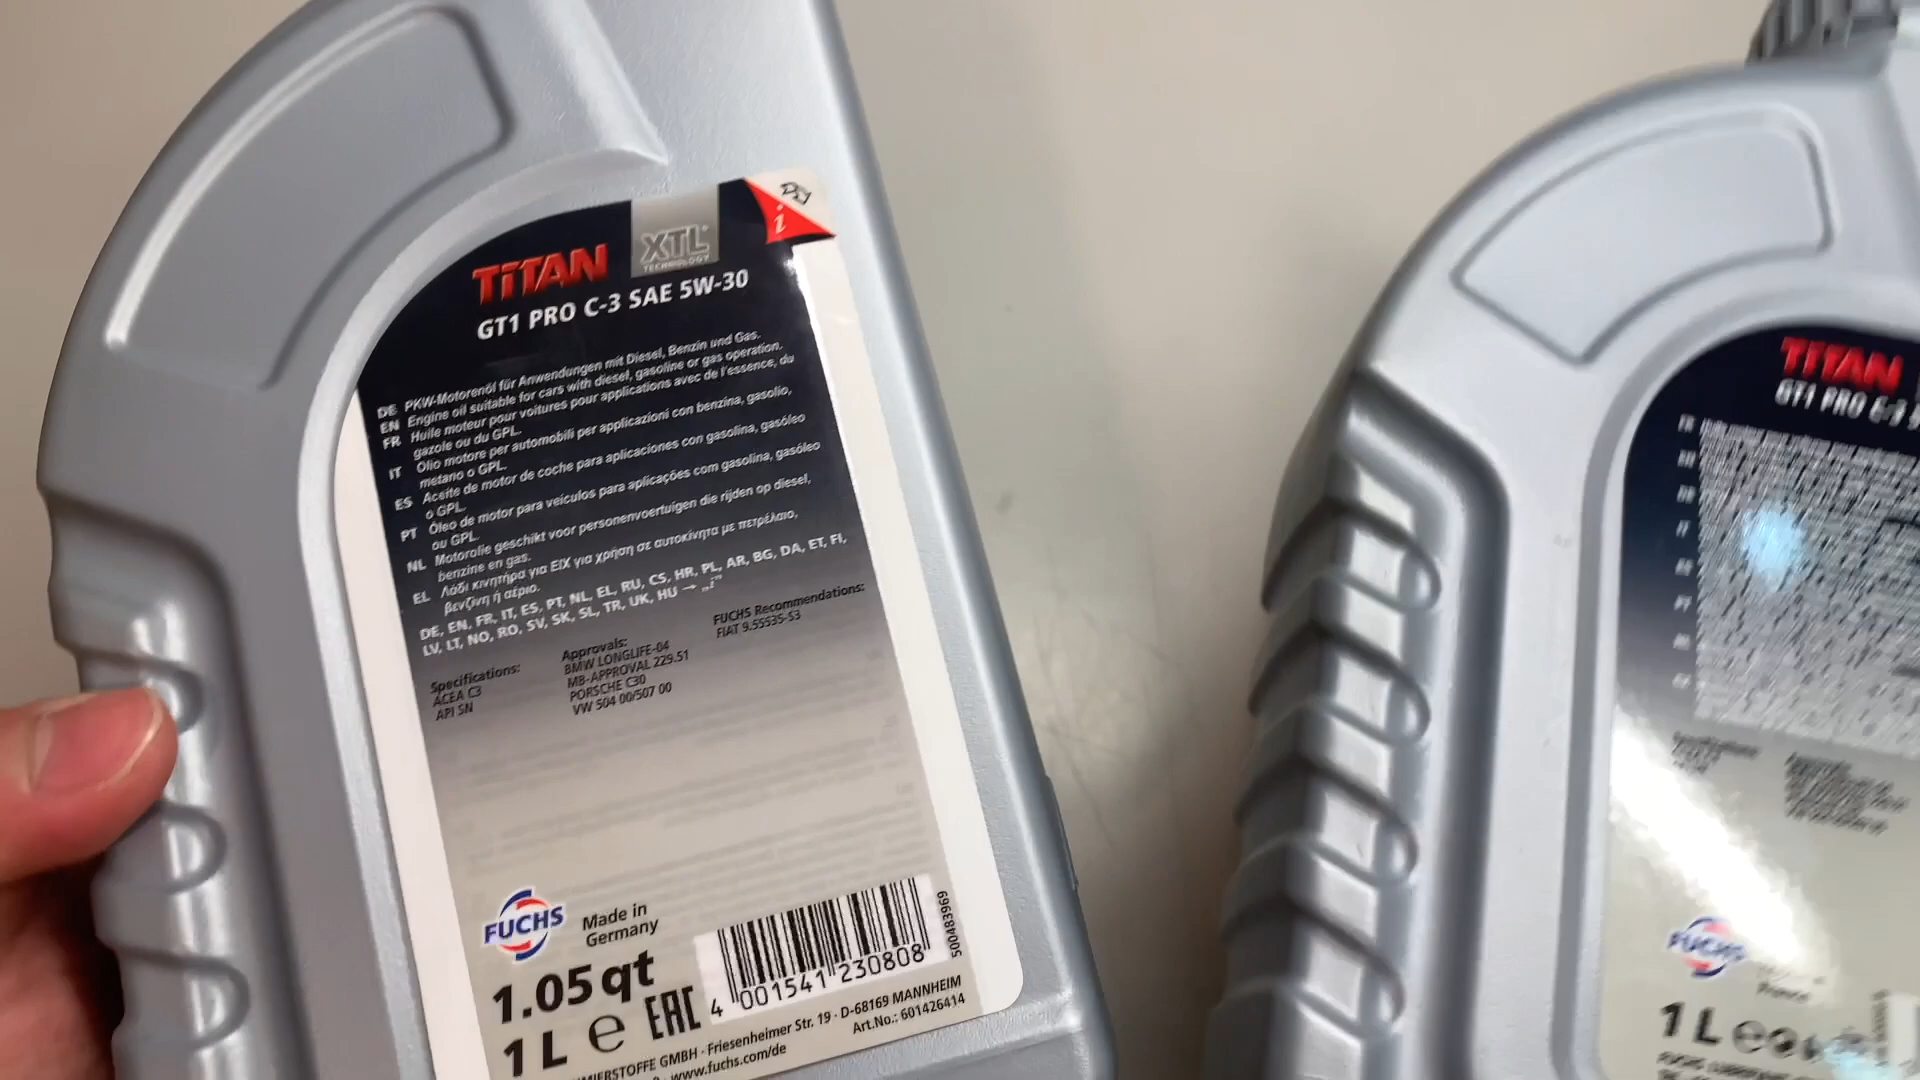 TITAN XTL®
TECHNOLOGY
GT1 PRO C-3 SAE 5W-30
i
DE PKW-Motorenöl für Anwendungen mit Diesel, Benzin und Gas.
EN Engine oil suitable for cars with diesel, gasoline or gas operation.
FR Huile moteur pour voitures pour applications avec de l'essence, du
gazole ou du GPL.
IT Olio motore per automobili per applicazioni con benzina, gasolio,
metano o GPL.
ES Aceite de motor de coche para aplicaciones con gasolina, gasóleo
o GPL.
PT Óleo de motor para veículos para aplicações com gasolina, gasóleo
ou GPL.
NL Motorolie geschikt voor personenvoertuigen die rijden op diesel,
benzine en gas.
EL Λάδι κινητήρα για ΕΙΧ για χρήση σε αυτοκίνητα με πετρέλαιο,
βενζίνη ή αέριο.
DE, EN, FR, IT, ES, PT, NL, EL, RU, CS, HR, PL, AR, BG, DA, ET, FI,
LV, LT, NO, RO, SV, SK, SL, TR, UK, HU → „i"
Specifications:
ACEA C3
API SN
Approvals:
BMW LONGLIFE-04
MB-APPROVAL 229.51
PORSCHE C30
VW 504 00/507 00
FUCHS Recommendations:
FIAT 9.55535-S3
FUCHS
Made in
Germany
1.05 qt
1 L e EAC
4 001541 230808
500483969
GMBH · Friesenheimer Str. 19 · D-68169 MANNHEIM
www.fuchs.com/de
Art.No.: 601426414
TITAN
GT1 PRO C-3
FUCHS
1 L e